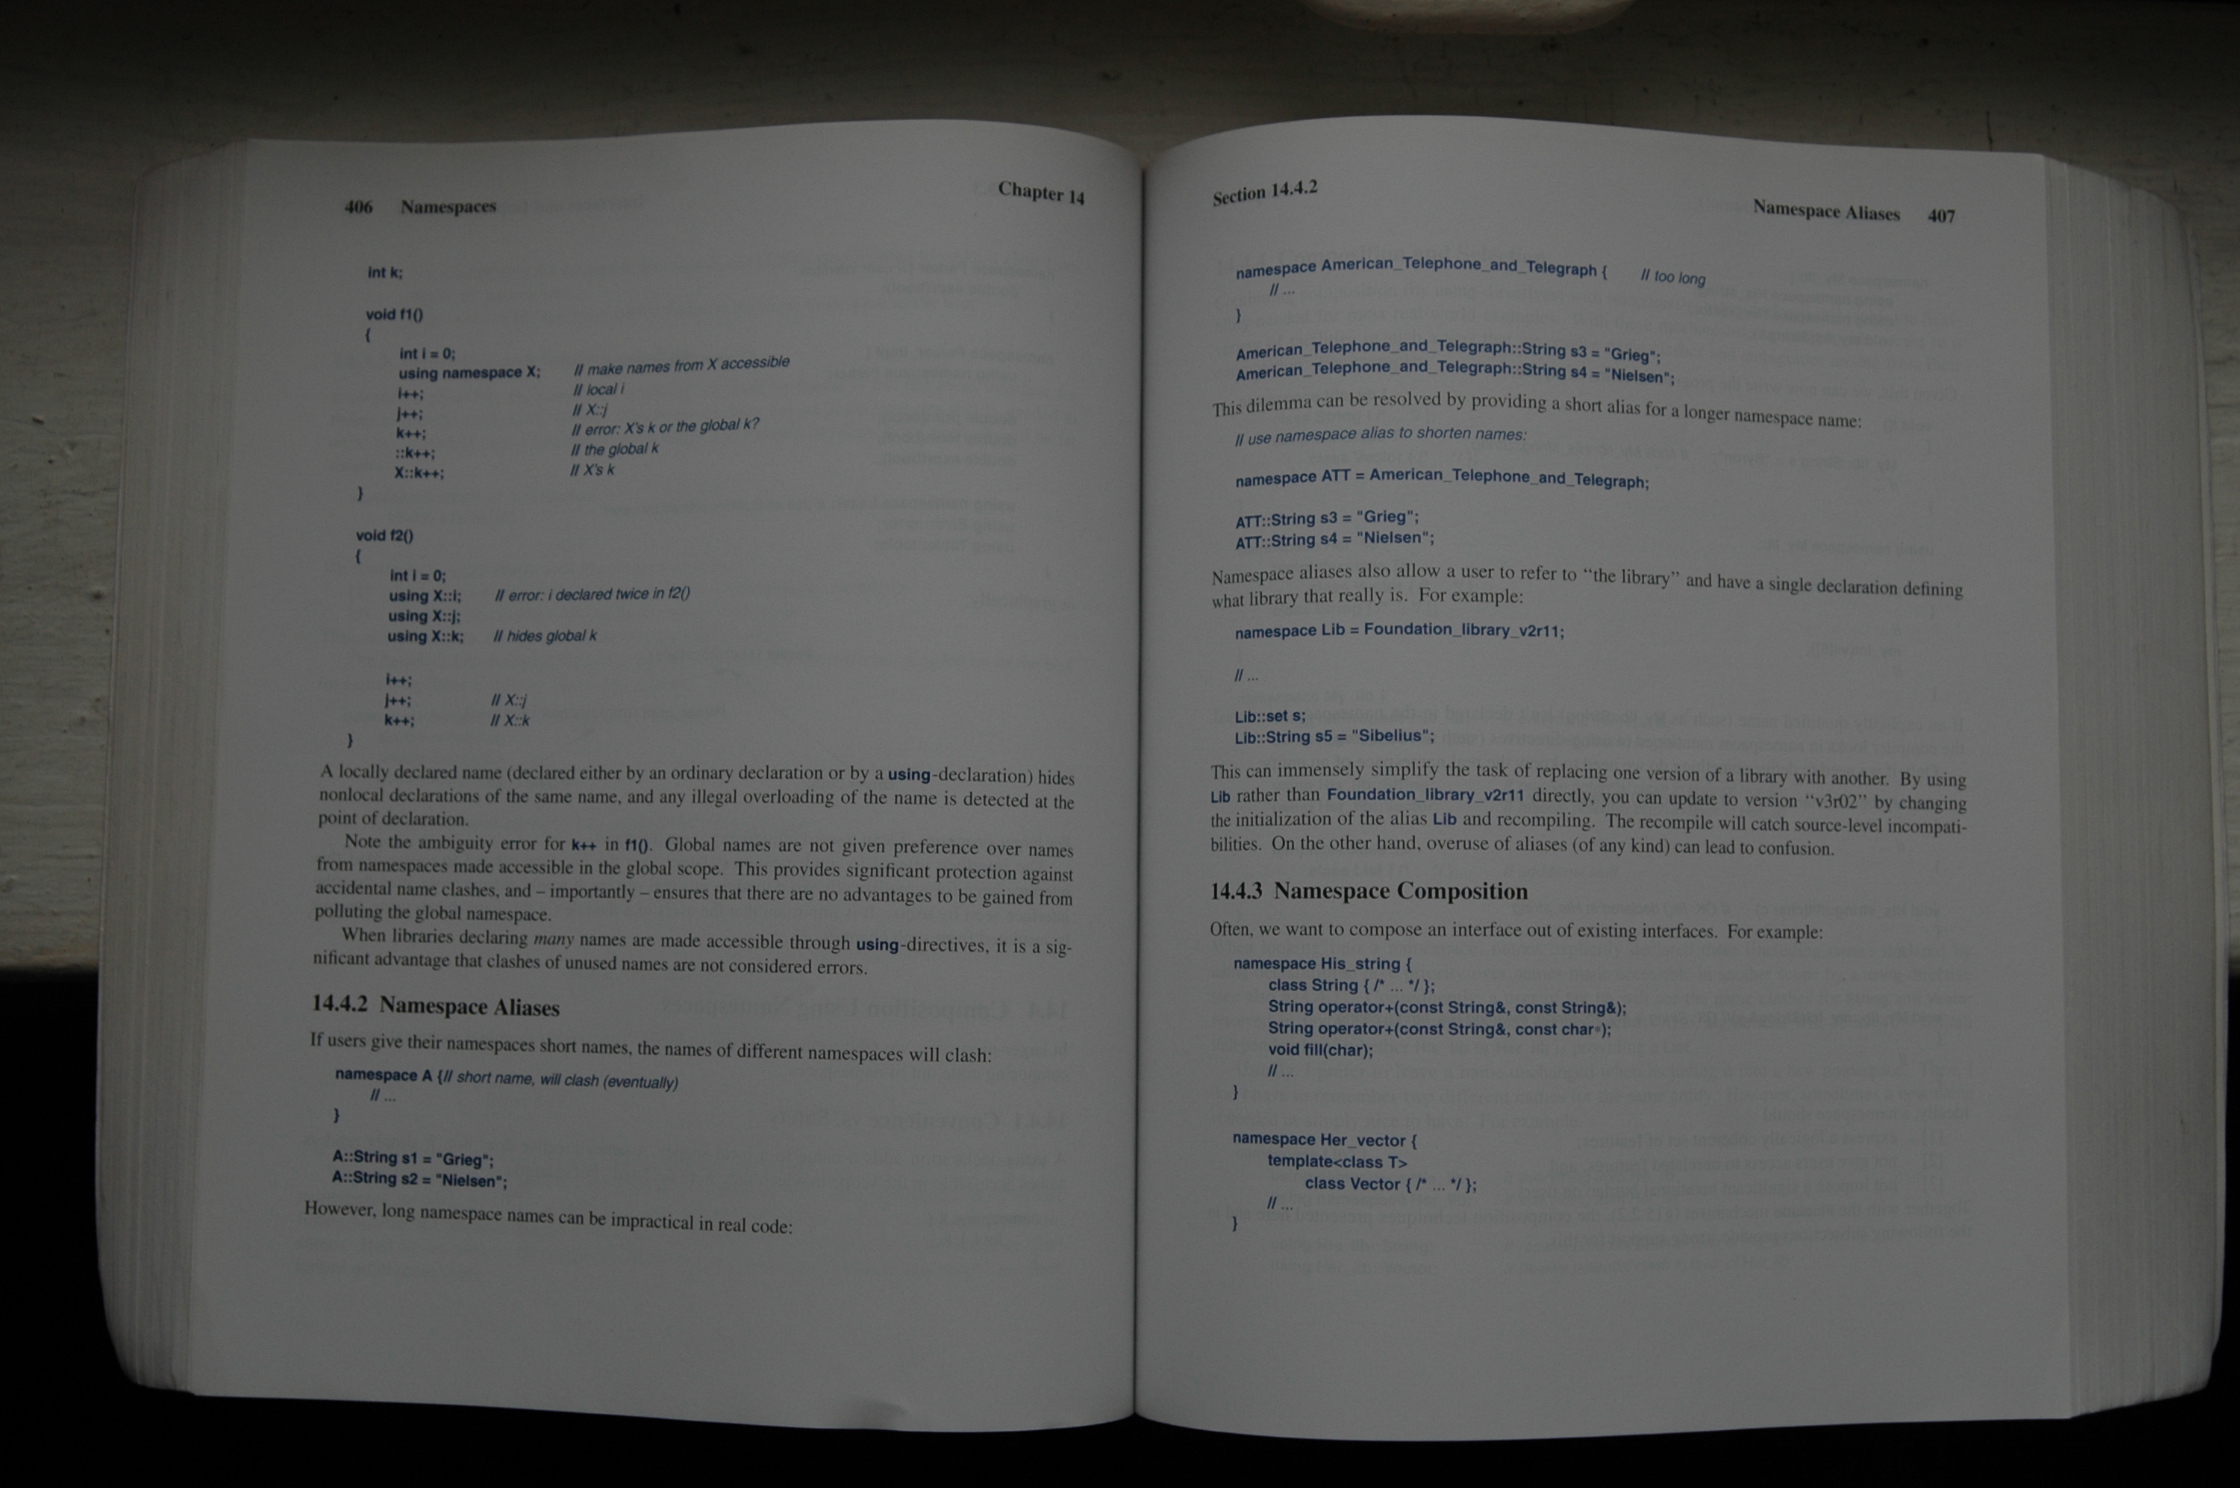 406 Namespaces Chapter 14
int k;
void f1()
{
int i = 0;
using namespace X; // make names from X accessible
i++; // local i
j++; // X::j
k++; // error: X's k or the global k?
::k++; // the global k
X::k++; // X's k
}
void f2()
{
int i = 0;
using X::i; // error: i declared twice in f2()
using X::j;
using X::k; // hides global k
i++;
j++; // X::j
k++; // X::k
}
A locally declared name (declared either by an ordinary declaration or by a using-declaration) hides
nonlocal declarations of the same name, and any illegal overloading of the name is detected at the
point of declaration.
Note the ambiguity error for k++ in f1(). Global names are not given preference over names
from namespaces made accessible in the global scope. This provides significant protection against
accidental name clashes, and – importantly – ensures that there are no advantages to be gained from
polluting the global namespace.
When libraries declaring many names are made accessible through using-directives, it is a sig-
nificant advantage that clashes of unused names are not considered errors.
14.4.2 Namespace Aliases
If users give their namespaces short names, the names of different namespaces will clash:
namespace A {// short name, will clash (eventually)
// ...
}
A::String s1 = "Grieg";
A::String s2 = "Nielsen";
However, long namespace names can be impractical in real code:
Section 14.4.2 Namespace Aliases 407
namespace American_Telephone_and_Telegraph { // too long
// ...
}
American_Telephone_and_Telegraph::String s3 = "Grieg";
American_Telephone_and_Telegraph::String s4 = "Nielsen";
This dilemma can be resolved by providing a short alias for a longer namespace name:
// use namespace alias to shorten names:
namespace ATT = American_Telephone_and_Telegraph;
ATT::String s3 = "Grieg";
ATT::String s4 = "Nielsen";
Namespace aliases also allow a user to refer to "the library" and have a single declaration defining
what library that really is. For example:
namespace Lib = Foundation_library_v2r11;
// ...
Lib::set s;
Lib::String s5 = "Sibelius";
This can immensely simplify the task of replacing one version of a library with another. By using
Lib rather than Foundation_library_v2r11 directly, you can update to version "v3r02" by changing
the initialization of the alias Lib and recompiling. The recompile will catch source-level incompati-
bilities. On the other hand, overuse of aliases (of any kind) can lead to confusion.
14.4.3 Namespace Composition
Often, we want to compose an interface out of existing interfaces. For example:
namespace His_string {
class String { /* ... */ };
String operator+(const String&, const String&);
String operator+(const String&, const char*);
void fill(char);
// ...
}
namespace Her_vector {
template<class T>
class Vector { /* ... */ };
// ...
}